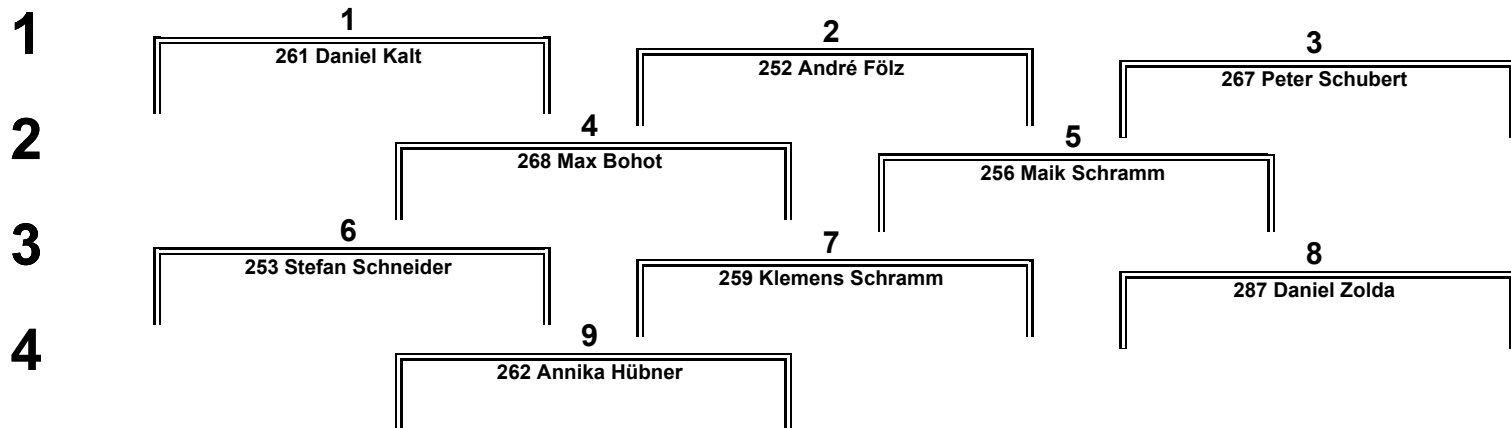 1
1
261 Daniel Kalt
2
252 André Fölz
3
267 Peter Schubert
2
4
268 Max Bohot
5
256 Maik Schramm
3
6
253 Stefan Schneider
7
259 Klemens Schramm
8
287 Daniel Zolda
4
9
262 Annika Hübner